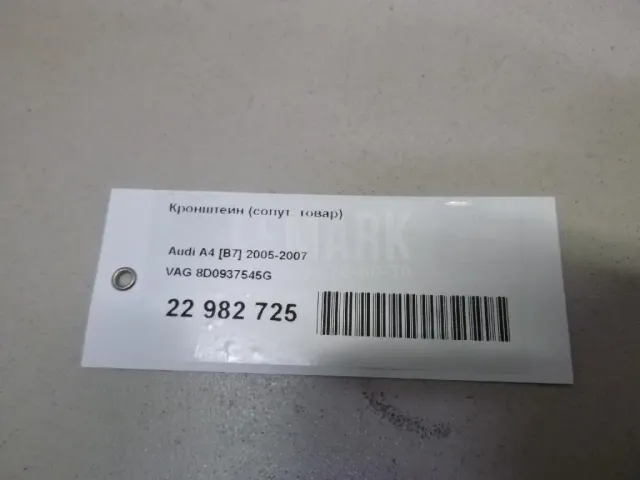 Кронштейн (сопут. товар)
Audi A4 [B7] 2005-2007
VAG 8D0937545G
22 982 725